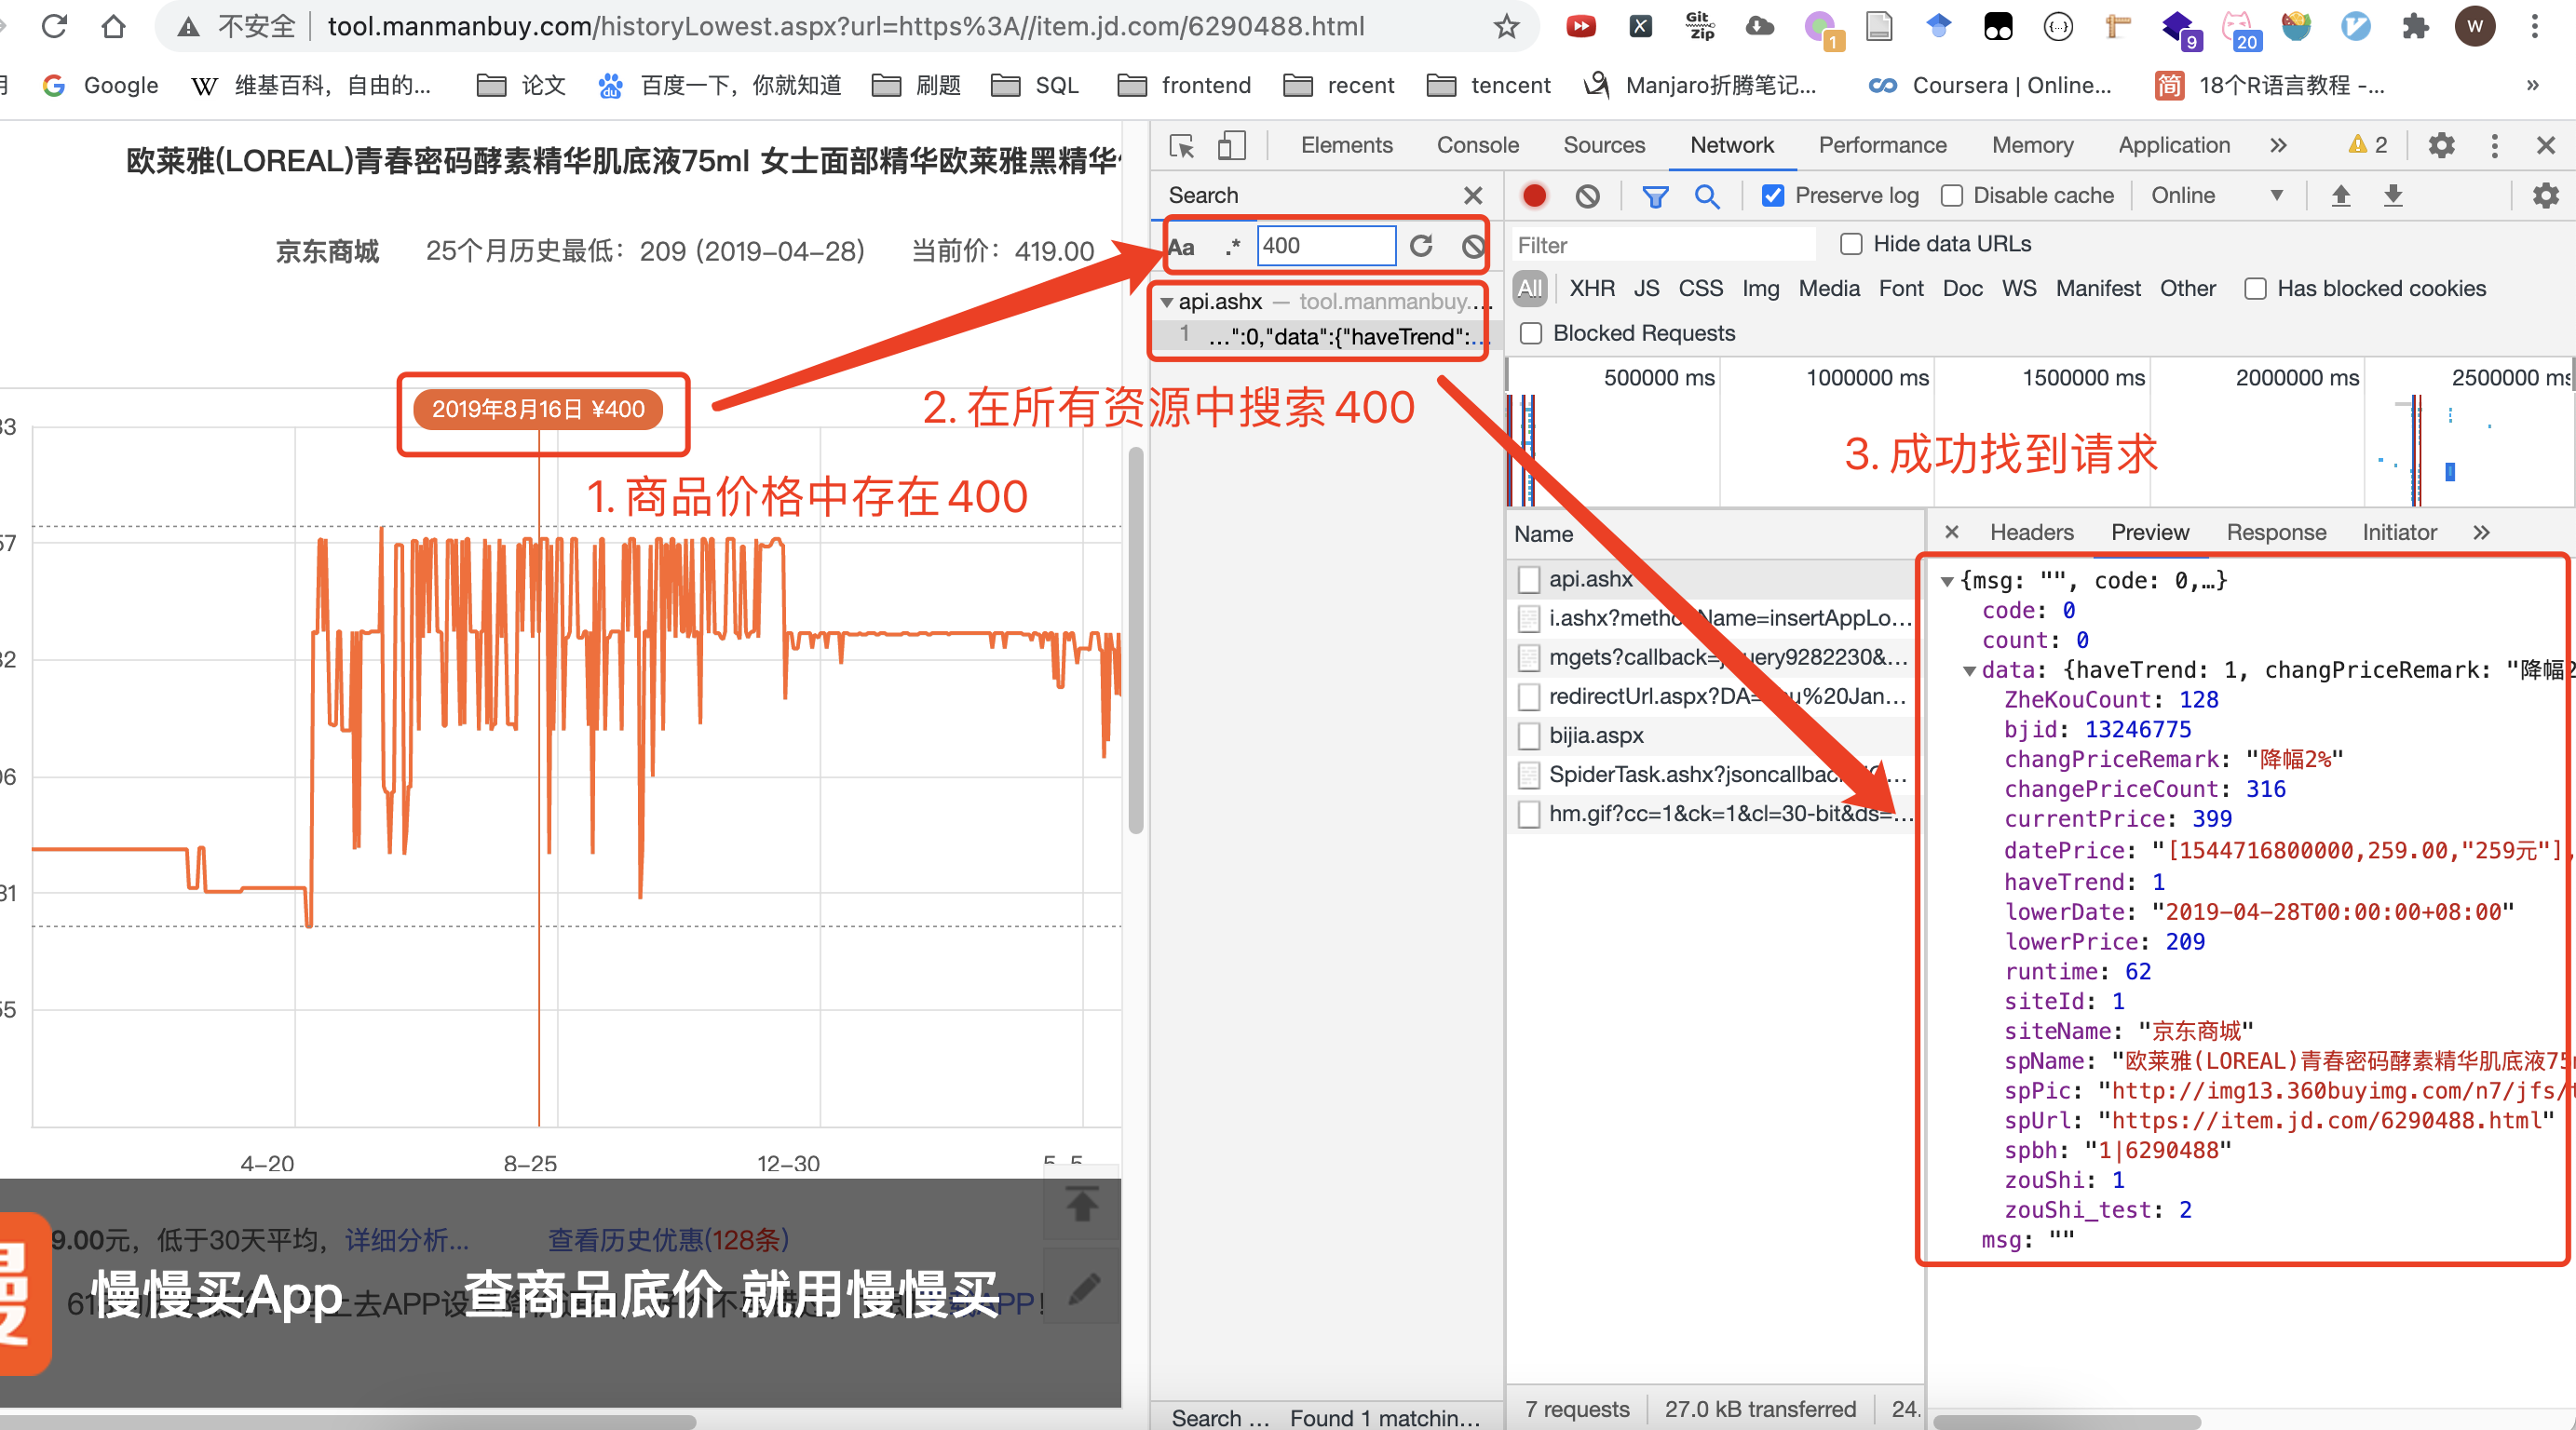 不安全 tool.manmanbuy.com/historyLowest.aspx?url=https%3A//item.jd.com/6290488.html
Git
Zip
1
9
20
W
Google
W 维基百科，自由的...
论文
百度一下，你就知道
刷题
SQL
frontend
recent
tencent
Manjaro折腾笔记...
Coursera | Online...
简 18个R语言教程 -...
»
欧莱雅(LOREAL)青春密码酵素精华肌底液75ml 女士面部精华欧莱雅黑精华
京东商城 25个月历史最低：209 (2019-04-28) 当前价：419.00
2019年8月16日 ¥400
1. 商品价格中存在400
4-20
8-25
12-30
5-5
9.00元，低于30天平均，详细分析... 查看历史优惠(128条)
慢慢买App 查商品底价 就用慢慢买
Elements Console Sources Network Performance Memory Application » 2
Search
Aa .* 400
api.ashx — tool.manmanbuy....
1 ...":0,"data":{"haveTrend":...
2. 在所有资源中搜索400
Search ... Found 1 matchin...
Preserve log Disable cache Online
Filter Hide data URLs
All XHR JS CSS Img Media Font Doc WS Manifest Other Has blocked cookies
Blocked Requests
500000 ms 1000000 ms 1500000 ms 2000000 ms 2500000 ms
3. 成功找到请求
Name
api.ashx
i.ashx?methodName=insertAppLo...
mgets?callback=jQuery9282230&...
redirectUrl.aspx?DA=
%20Jan...
bijia.aspx
SpiderTask.ashx?jsoncallback
hm.gif?cc=1&ck=1&cl=30-bit&ds=...
7 requests 27.0 kB transferred 24.
Headers Preview Response Initiator »
{msg: "", code: 0,…}
code: 0
count: 0
data: {haveTrend: 1, changPriceRemark: "降幅2
ZheKouCount: 128
bjid: 13246775
changPriceRemark: "降幅2%"
changePriceCount: 316
currentPrice: 399
datePrice: "[1544716800000,259.00,"259元"],
haveTrend: 1
lowerDate: "2019-04-28T00:00:00+08:00"
lowerPrice: 209
runtime: 62
siteId: 1
siteName: "京东商城"
spName: "欧莱雅(LOREAL)青春密码酵素精华肌底液75m
spPic: "http://img13.360buyimg.com/n7/jfs/t
spUrl: "https://item.jd.com/6290488.html"
spbh: "1|6290488"
zouShi: 1
zouShi_test: 2
msg: ""